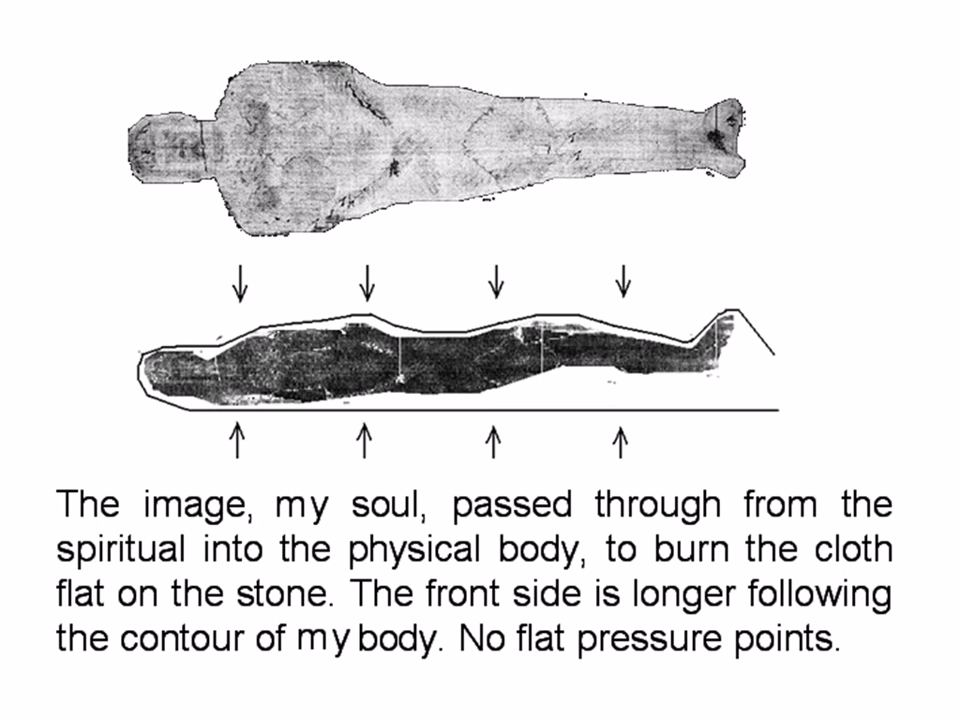 The image, my soul, passed through from the
spiritual into the physical body, to burn the cloth
flat on the stone. The front side is longer following
the contour of my body. No flat pressure points.